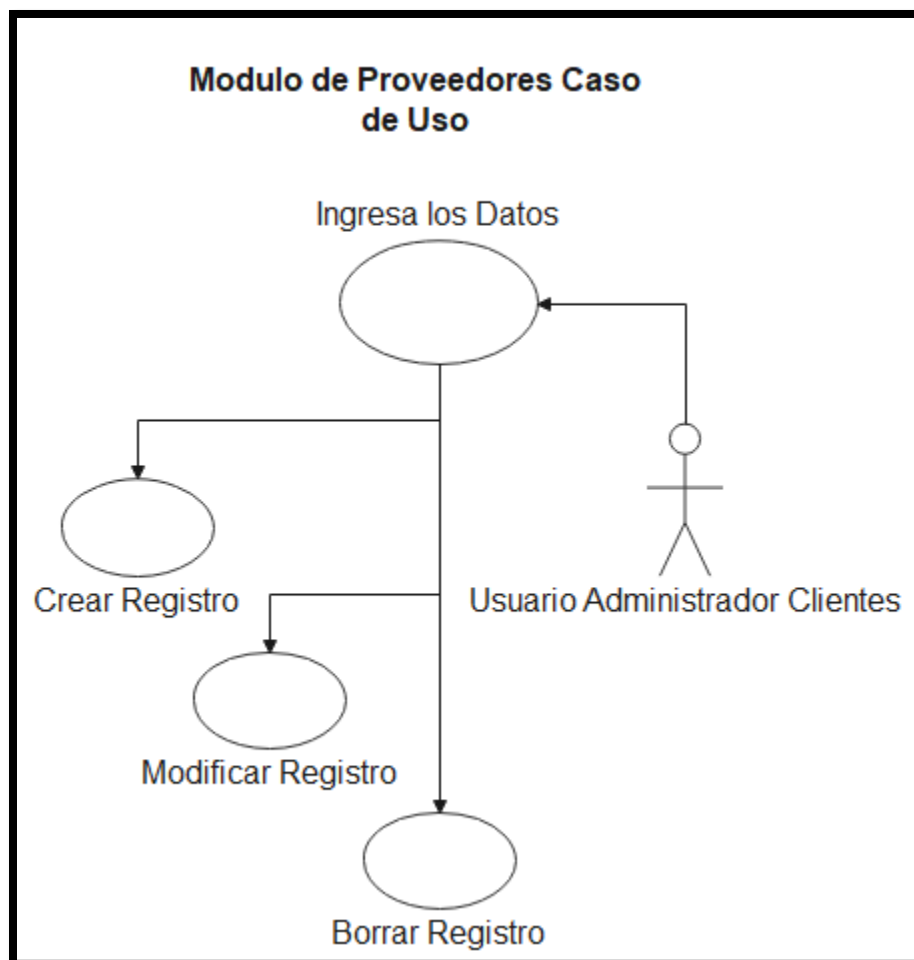 Modulo de Proveedores Caso
de Uso
Ingresa los Datos
Crear Registro
Usuario Administrador Clientes
Modificar Registro
Borrar Registro